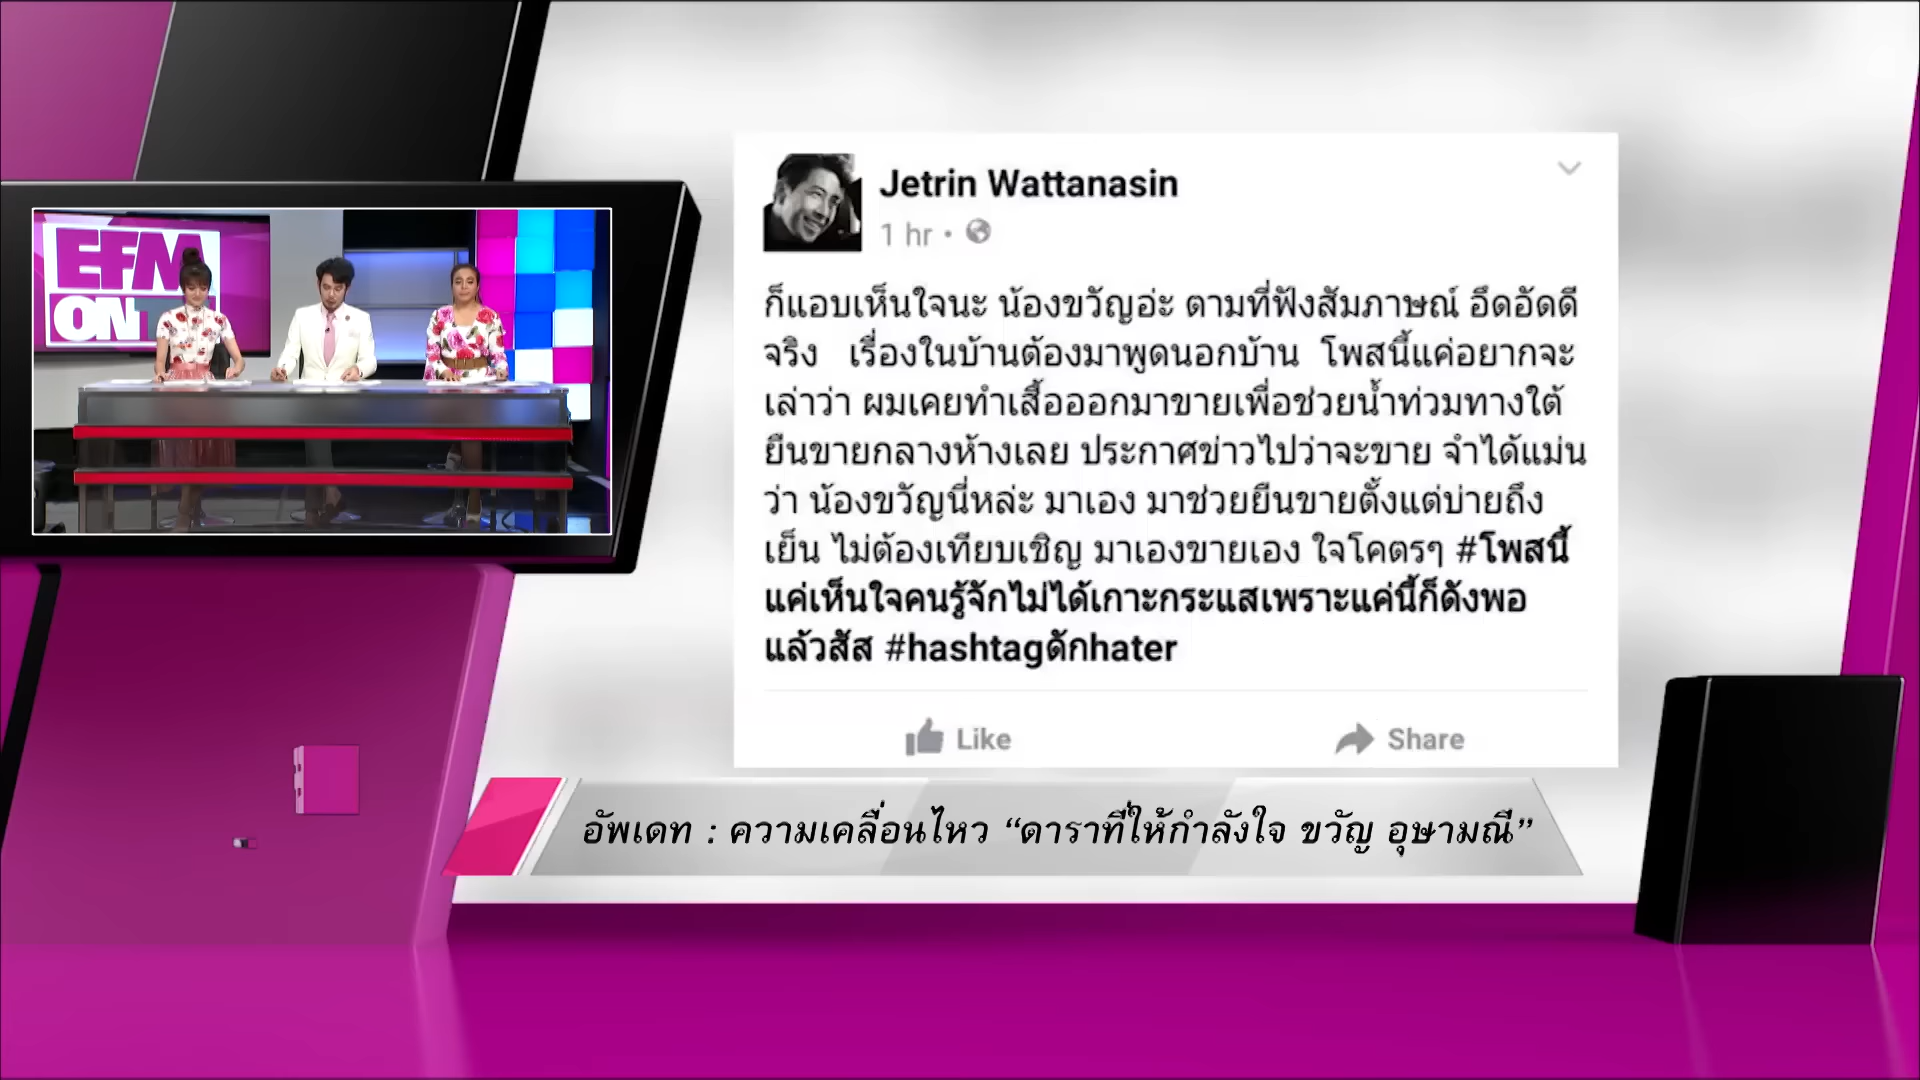 EFM
ON
Jetrin Wattanasin
1 hr
ก็แอบเห็นใจนะ น้องขวัญอ่ะ ตามที่ฟังสัมภาษณ์ อึดอัดดี
จริง เรื่องในบ้านต้องมาพูดนอกบ้าน โพสนี้แค่อยากจะ
เล่าว่า ผมเคยทำเสื้อออกมาขายเพื่อช่วยน้ำท่วมทางใต้
ยืนขายกลางห้างเลย ประกาศข่าวไปว่าจะขาย จำได้แม่น
ว่า น้องขวัญนี่หล่ะ มาเอง มาช่วยยืนขายตั้งแต่บ่ายถึง
เย็น ไม่ต้องเทียบเชิญ มาเองขายเอง ใจโคตรๆ #โพสนี้
แค่เห็นใจคนรู้จักไม่ได้เกาะกระแสเพราะแค่นี้ก็ดังพอ
แล้วสัส #hashtagดักhater
Like
Share
อัพเดท : ความเคลื่อนไหว “ดาราที่ให้กำลังใจ ขวัญ อุษามณี”